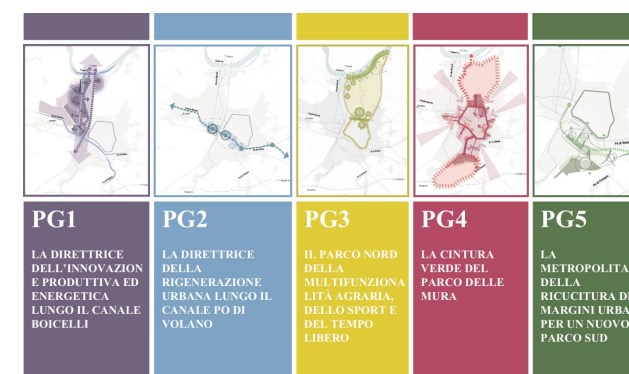 PG1
LA DIRETTRICE
DELL'INNOVAZION
E PRODUTTIVA ED
ENERGETICA
LUNGO IL CANALE
BOICELLI
PG2
LA DIRETTRICE
DELLA
RIGENERAZIONE
URBANA LUNGO IL
CANALE PO DI
VOLANO
PG3
IL PARCO NORD
DELLA
MULTIFUNZIONA
LITÀ AGRARIA,
DELLO SPORT E
DEL TEMPO
LIBERO
PG4
LA CINTURA
VERDE DEL
PARCO DELLE
MURA
PG5
LA
METROPOLITA
DELLA
RICUCITURA DE
MARGINI URBA
PER UN NUOVO
PARCO SUD